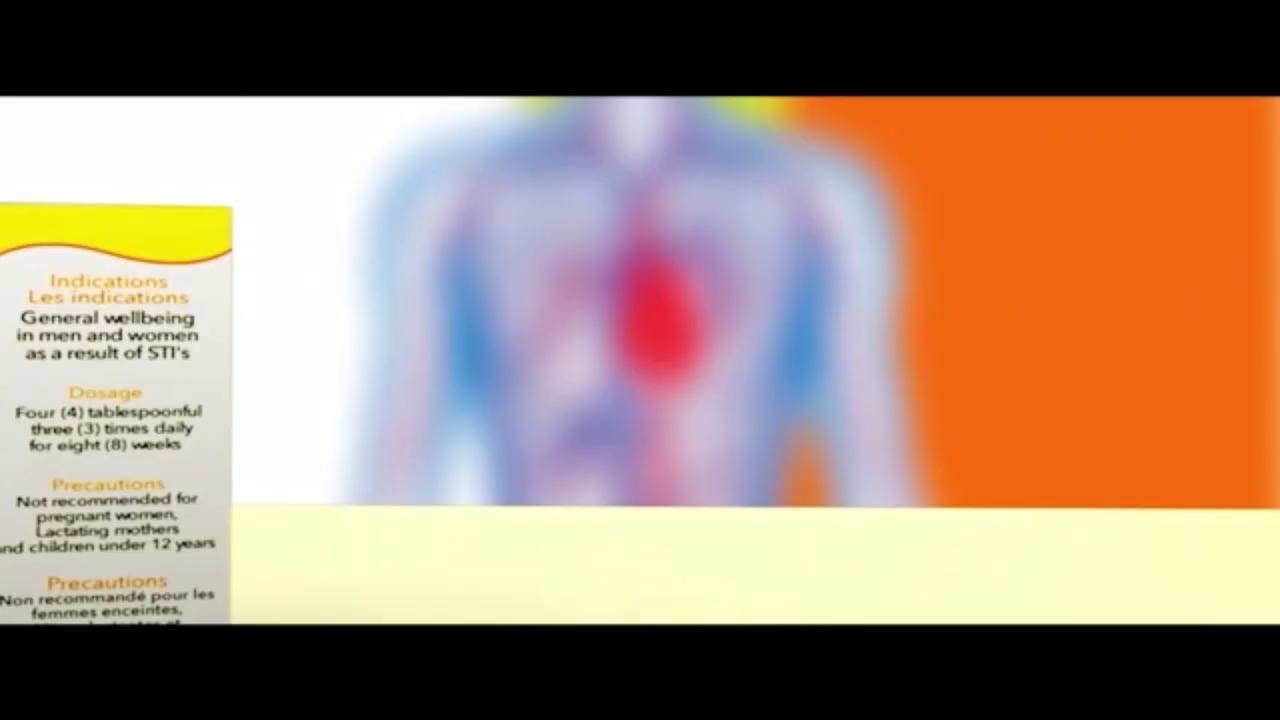 Indications
Les indications
General wellbeing
in men and women
as a result of STI's
Dosage
Four (4) tablespoonful
three (3) times daily
for eight (8) weeks
Precautions
Not recommended for
pregnant women,
Lactating mothers
children under 12 years
Precautions
Non recommandé pour les
femmes enceintes,